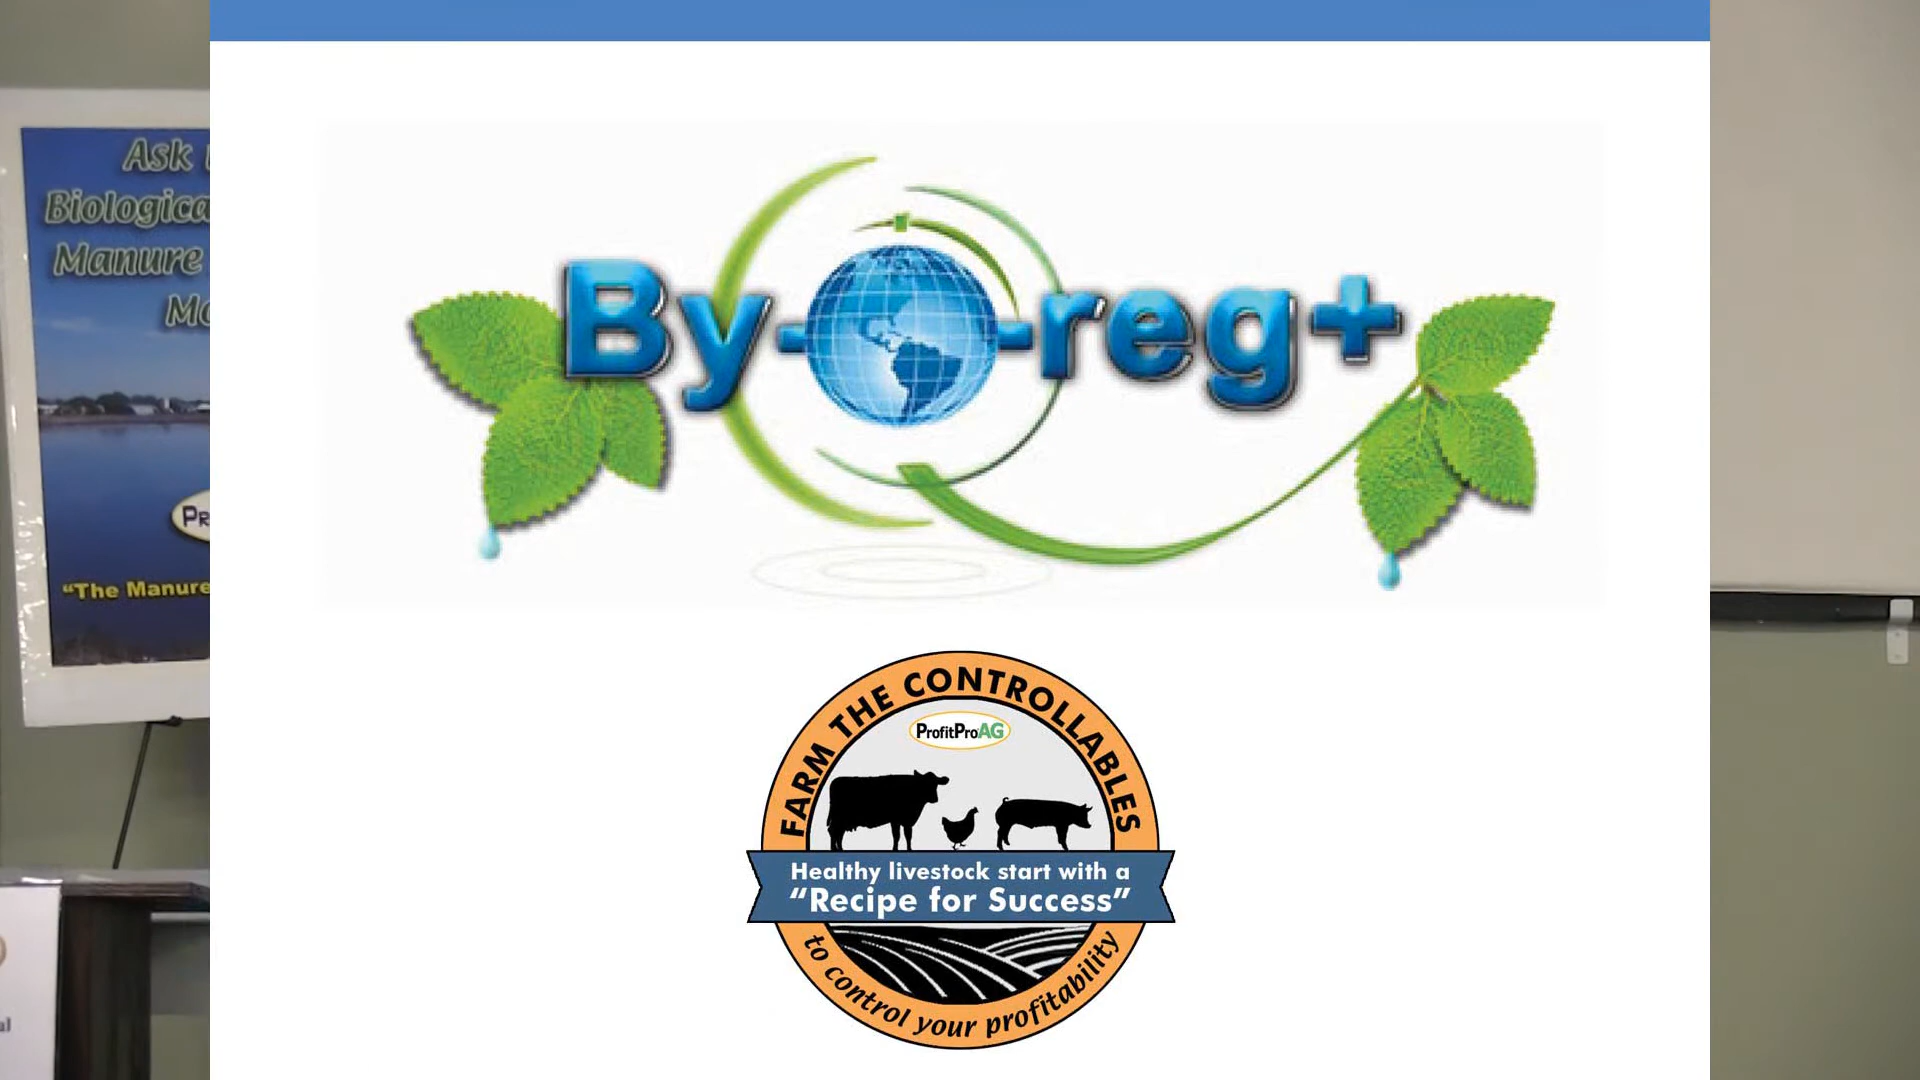 Ask
Biologica
Manure
Mo
Pr
"The Manure
By-O-reg+
FARM THE CONTROLLABLES
ProfitProAG
Healthy livestock start with a
"Recipe for Success"
to control your profitability
al